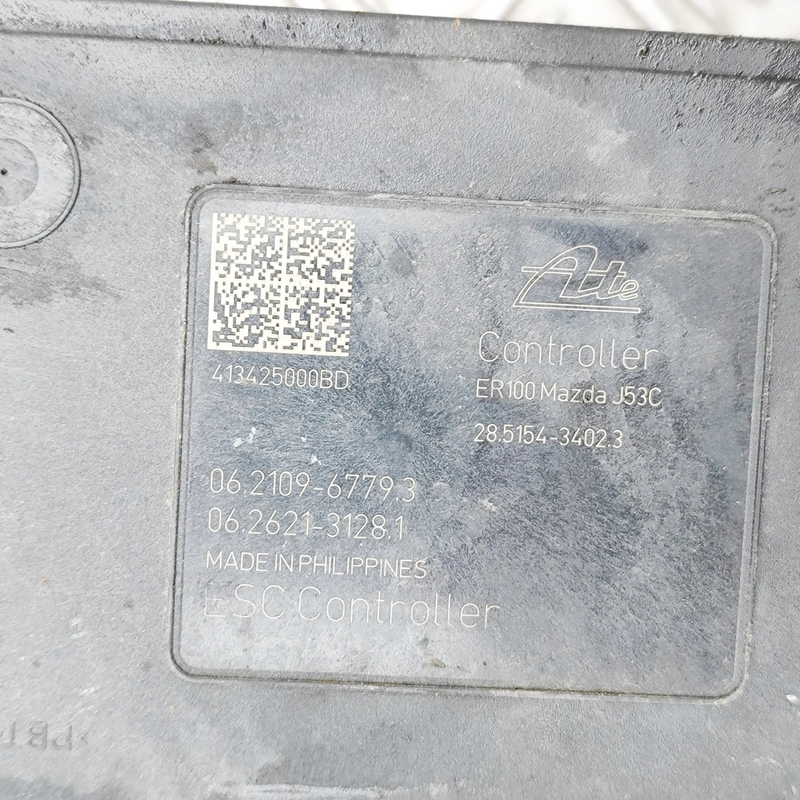 413425000BD
Ate
Controller
ER100 Mazda J53C
28.5154-3402.3
06.2109-6779.3
06.2621-3128.1
MADE IN PHILIPPINES
ESC Controller